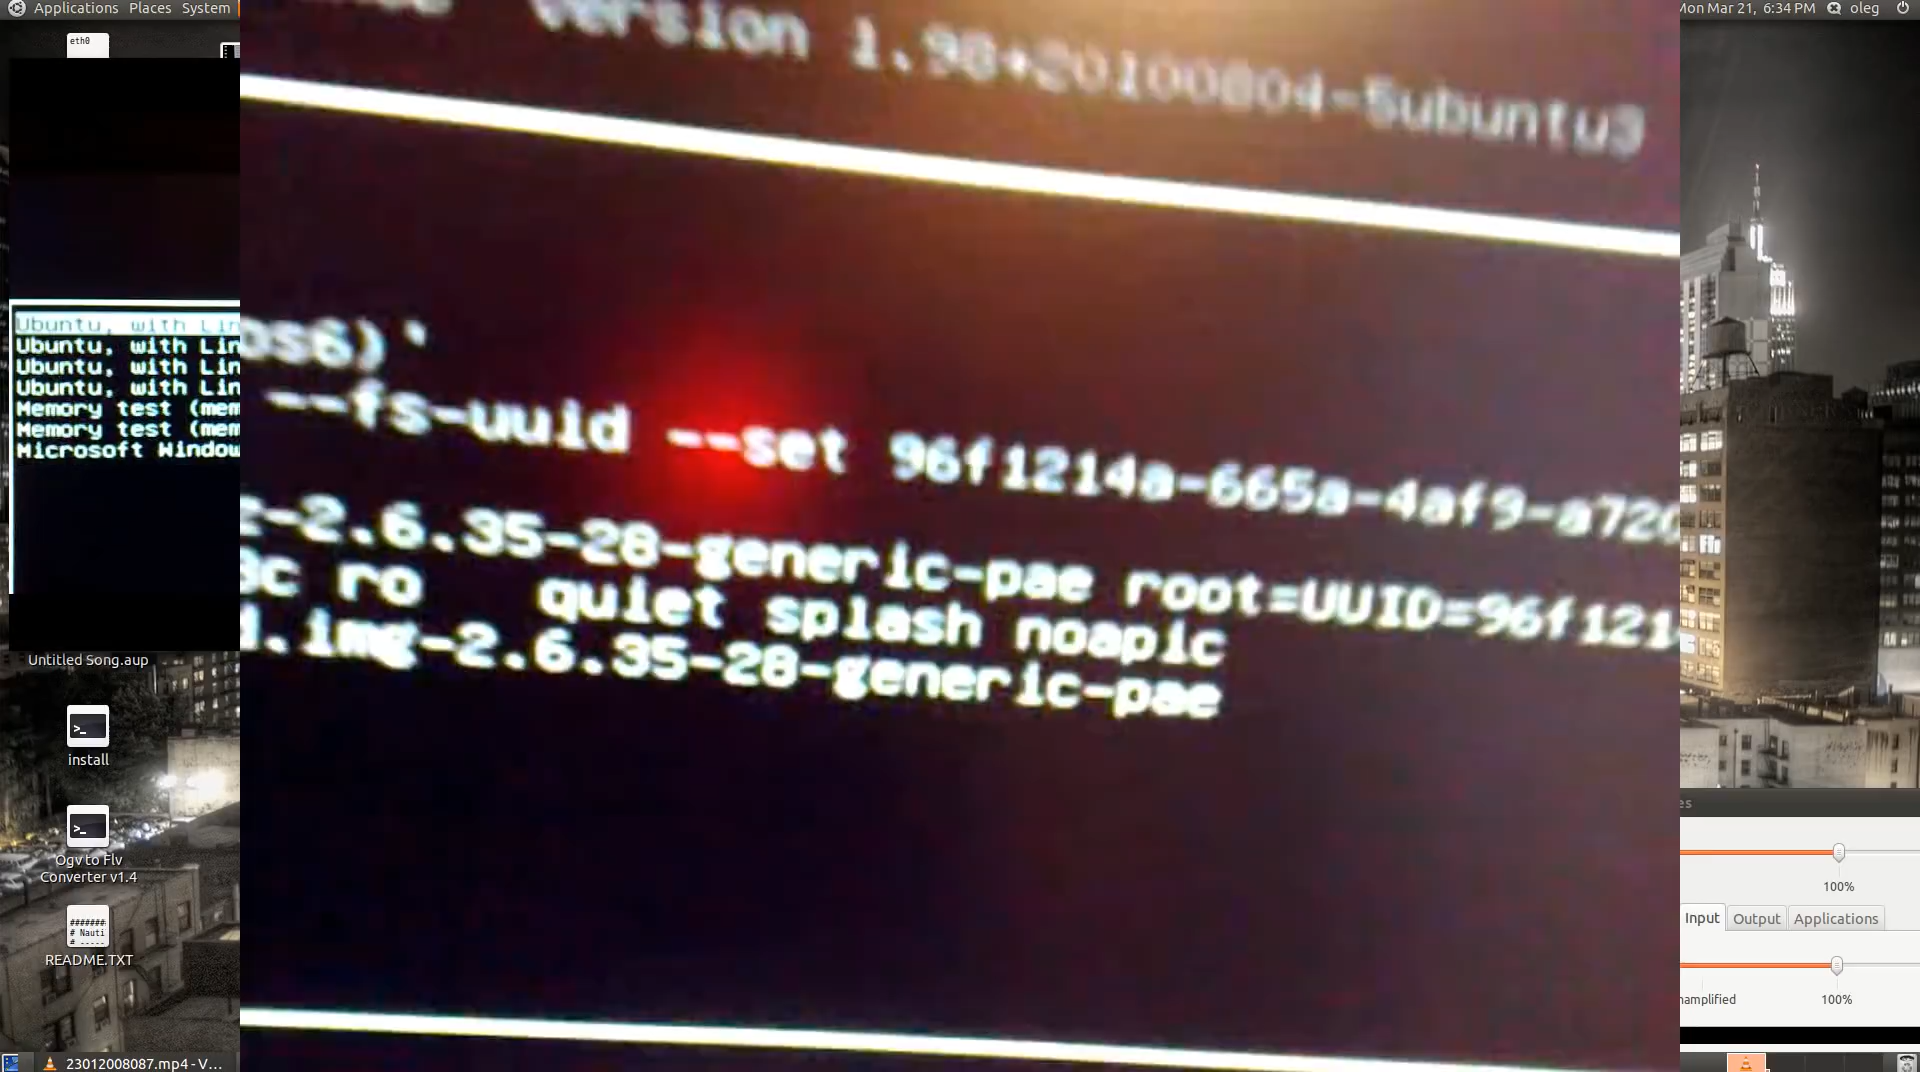 Applications Places System
Mon Mar 21, 6:34 PM oleg
eth0
version 1.98+20100804-5ubuntu3
Ubuntu, with Lin
Ubuntu, with Lin
Ubuntu, with Lin
Ubuntu, with Lin
Memory test (mem
Memory test (mem
Microsoft Window
os6)'
--fs-uuid --set 96f1214a-665a-4af9-a720
-2.6.35-28-generic-pae root=UUID=96f121
c ro quiet splash noapic
d.img-2.6.35-28-generic-pae
Untitled Song.aup
install
Ogv to Flv
Converter v1.4
#######
# Nauti
# -----
README.TXT
es
100%
Input Output Applications
namplified 100%
23012008087.mp4 - V...